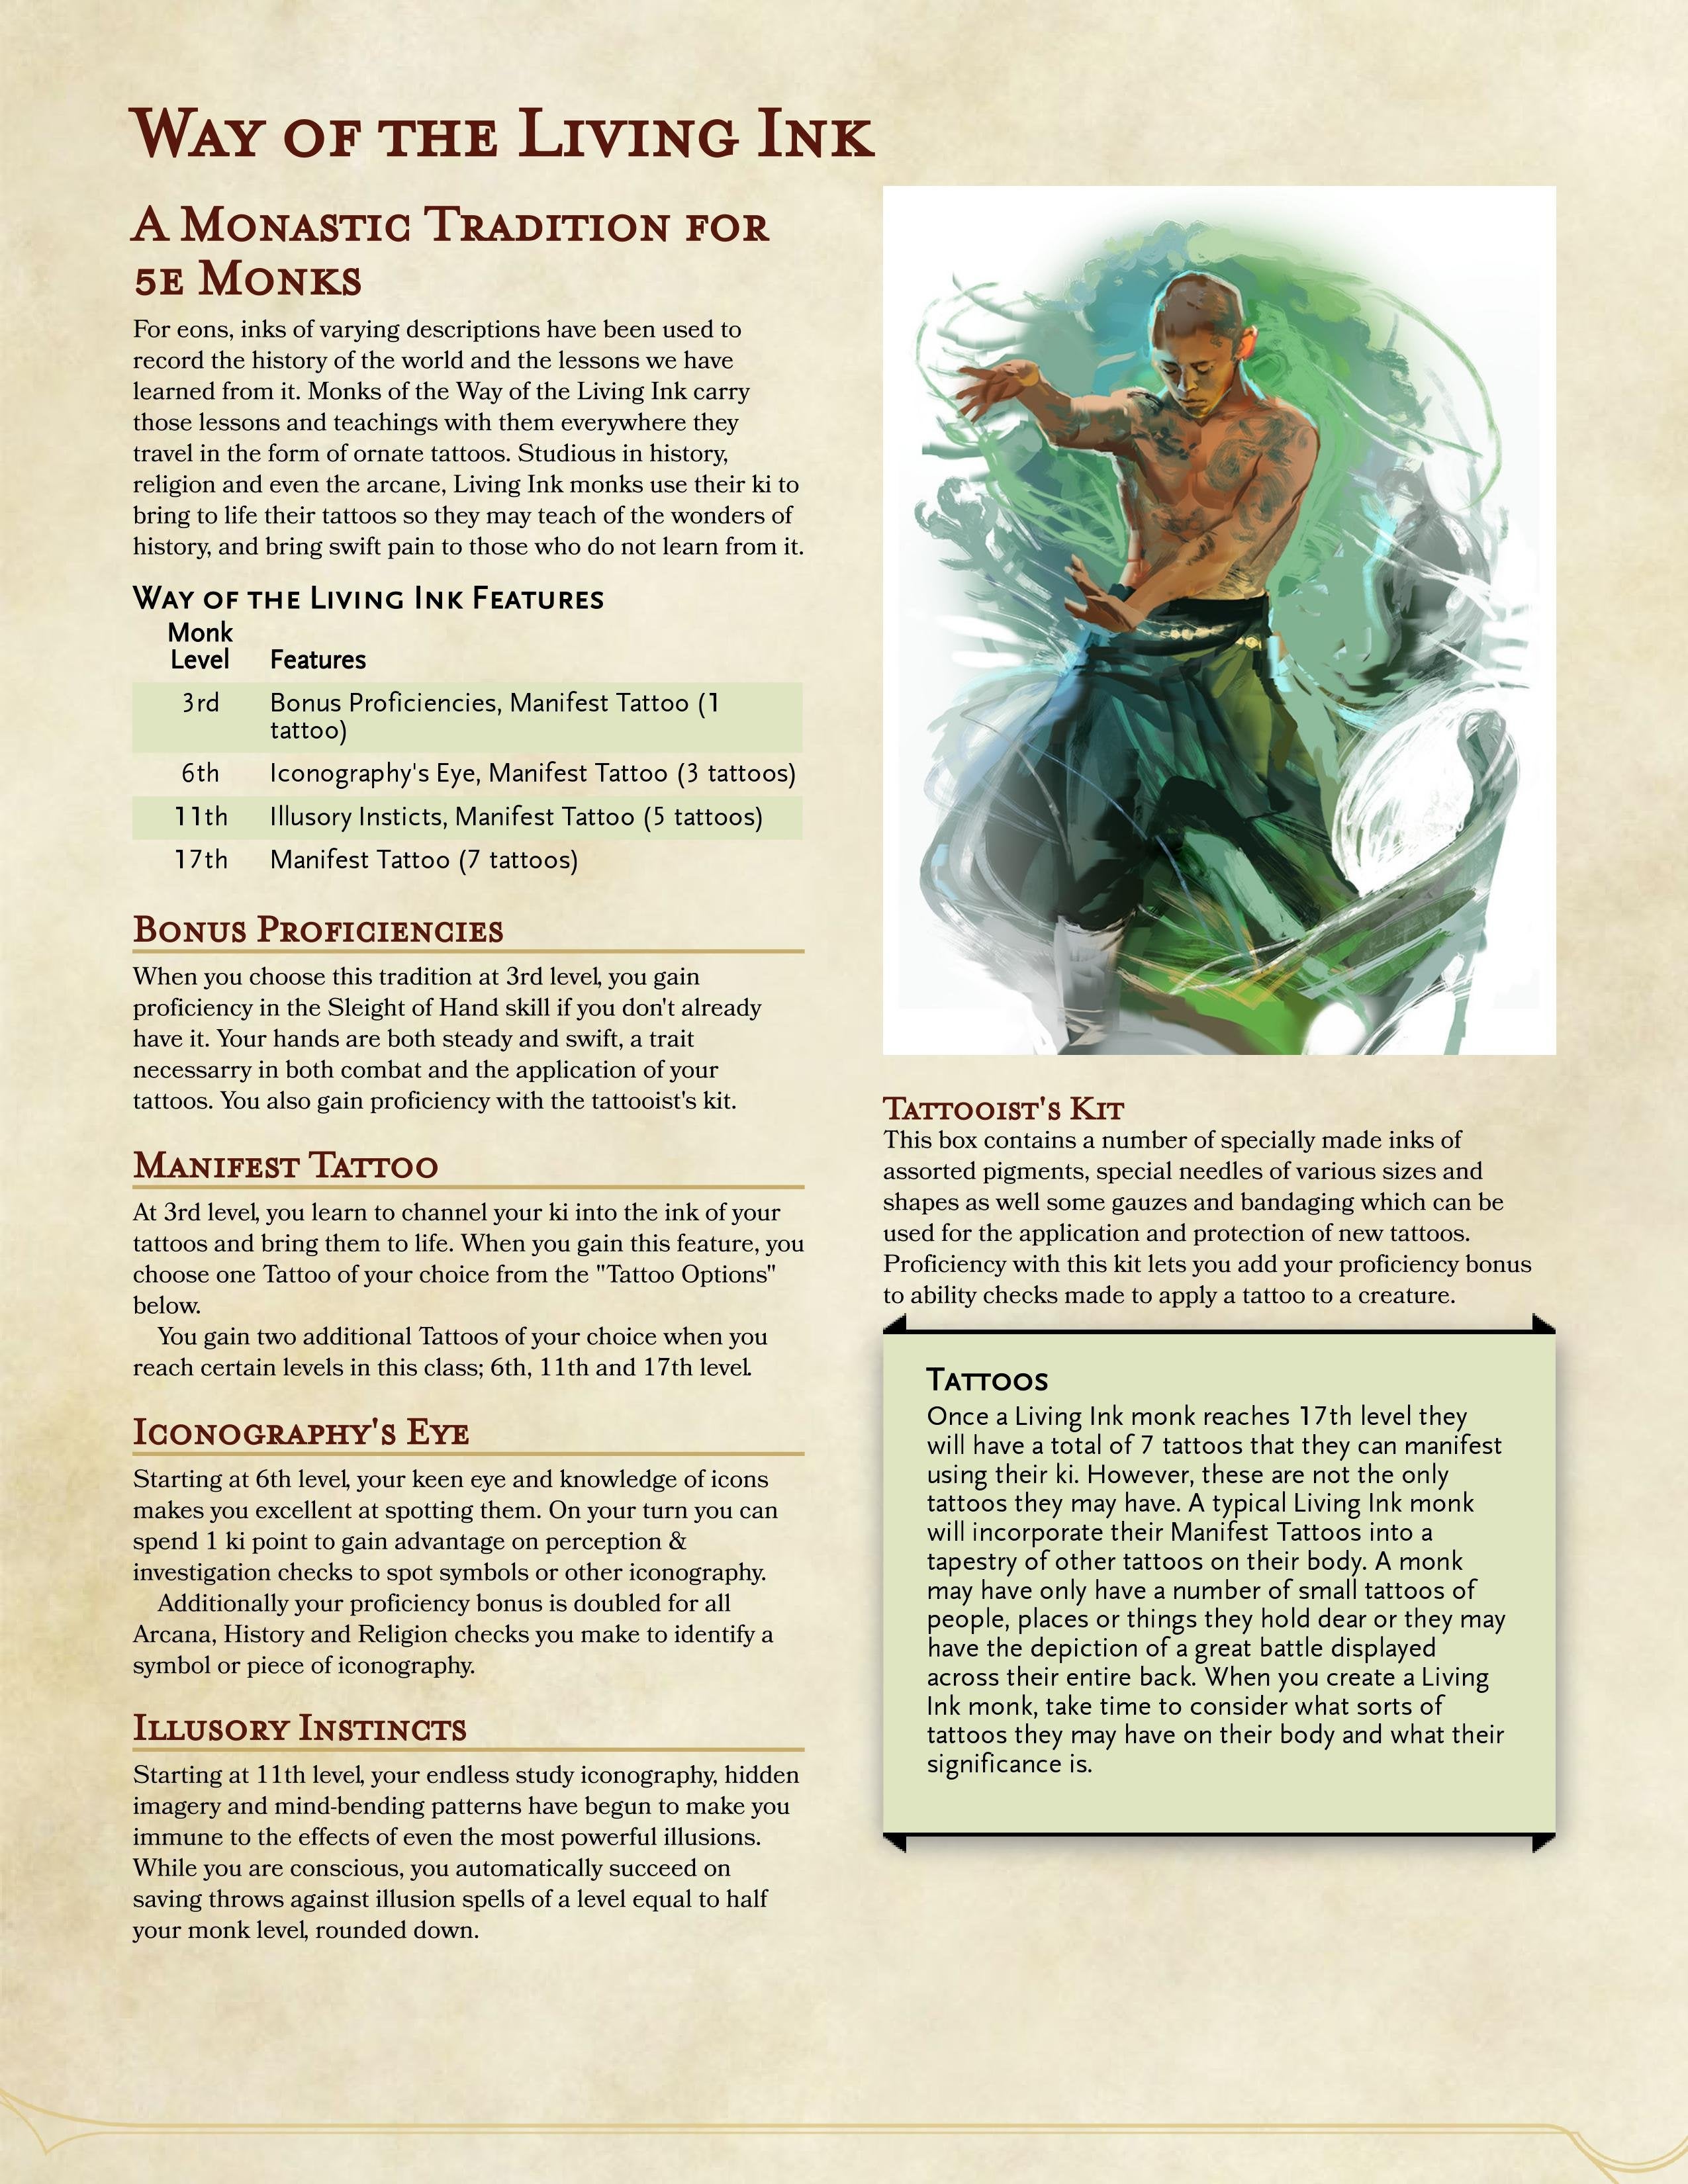 Way of the Living Ink
A Monastic Tradition for
5e Monks
For eons, inks of varying descriptions have been used to
record the history of the world and the lessons we have
learned from it. Monks of the Way of the Living Ink carry
those lessons and teachings with them everywhere they
travel in the form of ornate tattoos. Studious in history,
religion and even the arcane, Living Ink monks use their ki to
bring to life their tattoos so they may teach of the wonders of
history, and bring swift pain to those who do not learn from it.
Way of the Living Ink Features
Monk
Level Features
3rd Bonus Proficiencies, Manifest Tattoo (1
tattoo)
6th Iconography's Eye, Manifest Tattoo (3 tattoos)
11th Illusory Insticts, Manifest Tattoo (5 tattoos)
17th Manifest Tattoo (7 tattoos)
Bonus Proficiencies
When you choose this tradition at 3rd level, you gain
proficiency in the Sleight of Hand skill if you don't already
have it. Your hands are both steady and swift, a trait
necessarry in both combat and the application of your
tattoos. You also gain proficiency with the tattooist's kit.
Manifest Tattoo
At 3rd level, you learn to channel your ki into the ink of your
tattoos and bring them to life. When you gain this feature, you
choose one Tattoo of your choice from the "Tattoo Options"
below.
You gain two additional Tattoos of your choice when you
reach certain levels in this class; 6th, 11th and 17th level.
Iconography's Eye
Starting at 6th level, your keen eye and knowledge of icons
makes you excellent at spotting them. On your turn you can
spend 1 ki point to gain advantage on perception &
investigation checks to spot symbols or other iconography.
Additionally your proficiency bonus is doubled for all
Arcana, History and Religion checks you make to identify a
symbol or piece of iconography.
Illusory Instincts
Starting at 11th level, your endless study iconography, hidden
imagery and mind-bending patterns have begun to make you
immune to the effects of even the most powerful illusions.
While you are conscious, you automatically succeed on
saving throws against illusion spells of a level equal to half
your monk level, rounded down.
Tattooist's Kit
This box contains a number of specially made inks of
assorted pigments, special needles of various sizes and
shapes as well some gauzes and bandaging which can be
used for the application and protection of new tattoos.
Proficiency with this kit lets you add your proficiency bonus
to ability checks made to apply a tattoo to a creature.
Tattoos
Once a Living Ink monk reaches 17th level they
will have a total of 7 tattoos that they can manifest
using their ki. However, these are not the only
tattoos they may have. A typical Living Ink monk
will incorporate their Manifest Tattoos into a
tapestry of other tattoos on their body. A monk
may have only have a number of small tattoos of
people, places or things they hold dear or they may
have the depiction of a great battle displayed
across their entire back. When you create a Living
Ink monk, take time to consider what sorts of
tattoos they may have on their body and what their
significance is.